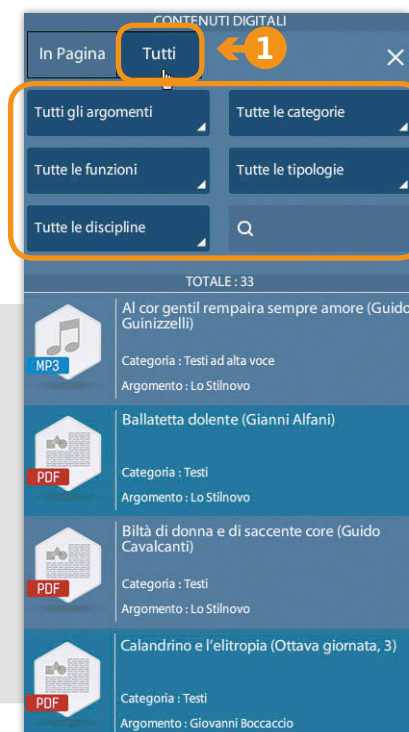 CONTENUTI DIGITALI
In Pagina
Tutti
1
Tutti gli argomenti
Tutte le categorie
Tutte le funzioni
Tutte le tipologie
Tutte le discipline
TOTALE : 33
Al cor gentil rempaira sempre amore (Guido
Guinizzelli)
MP3
Categoria : Testi ad alta voce
Argomento : Lo Stilnovo
Ballatetta dolente (Gianni Alfani)
PDF
Categoria : Testi
Argomento : Lo Stilnovo
Biltà di donna e di saccente core (Guido
Cavalcanti)
PDF
Categoria : Testi
Argomento : Lo Stilnovo
Calandrino e l'elitropia (Ottava giornata, 3)
PDF
Categoria : Testi
Argomento : Giovanni Boccaccio